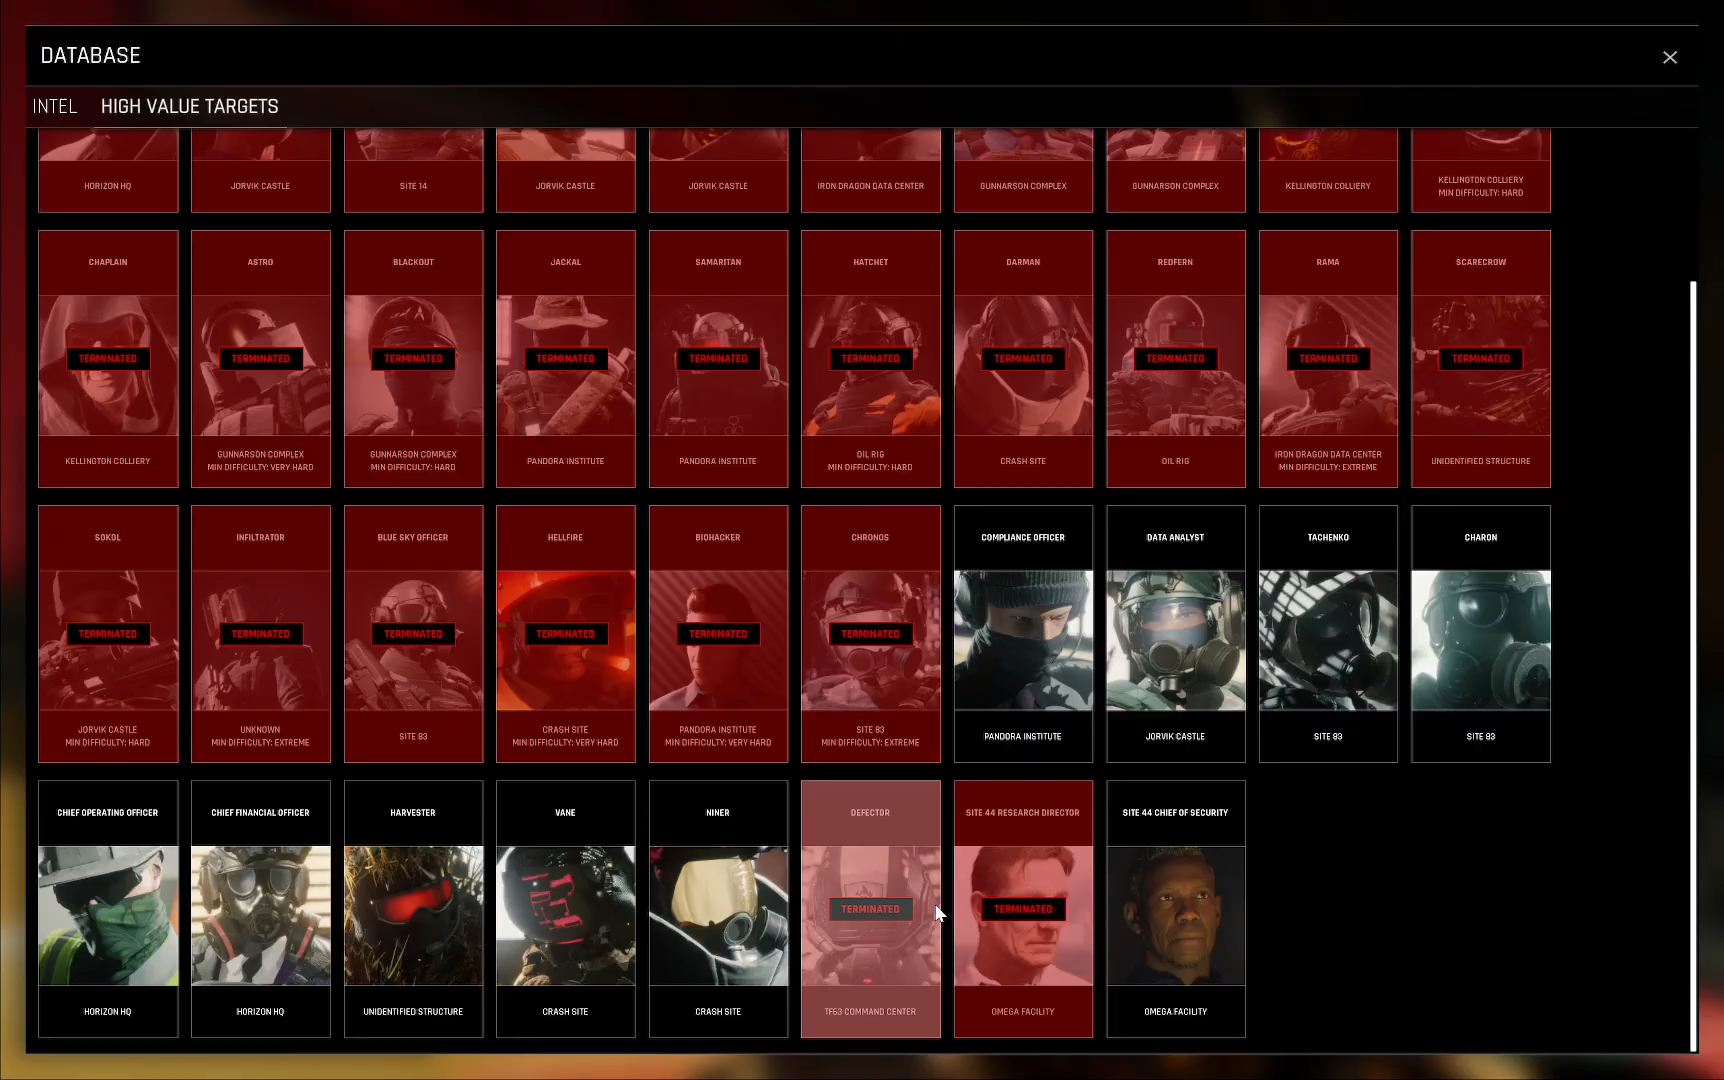 DATABASE
INTEL
HIGH VALUE TARGETS
HORIZON HQ
JORVIK CASTLE
SITE 14
JORVIK CASTLE
JORVIK CASTLE
IRON DRAGON DATA CENTER
GUNNARSON COMPLEX
GUNNARSON COMPLEX
KELLINGTON COLLIERY
KELLINGTON COLLIERY
MIN DIFFICULTY: HARD
CHAPLAIN
TERMINATED
KELLINGTON COLLIERY
ASTRO
TERMINATED
GUNNARSON COMPLEX
MIN DIFFICULTY: VERY HARD
BLACKOUT
TERMINATED
GUNNARSON COMPLEX
MIN DIFFICULTY: HARD
JACKAL
TERMINATED
PANDORA INSTITUTE
SAMARITAN
TERMINATED
PANDORA INSTITUTE
HATCHET
TERMINATED
OIL RIG
MIN DIFFICULTY: HARD
DARMAN
TERMINATED
CRASH SITE
REDFERN
TERMINATED
OIL RIG
RAMA
TERMINATED
IRON DRAGON DATA CENTER
MIN DIFFICULTY: EXTREME
SCARECROW
TERMINATED
UNIDENTIFIED STRUCTURE
SOKOL
TERMINATED
JORVIK CASTLE
MIN DIFFICULTY: HARD
INFILTRATOR
TERMINATED
UNKNOWN
MIN DIFFICULTY: EXTREME
BLUE SKY OFFICER
TERMINATED
SITE 83
HELLFIRE
TERMINATED
CRASH SITE
MIN DIFFICULTY: VERY HARD
BIOHACKER
TERMINATED
PANDORA INSTITUTE
MIN DIFFICULTY: VERY HARD
CHRONOS
TERMINATED
SITE 83
MIN DIFFICULTY: EXTREME
COMPLIANCE OFFICER
PANDORA INSTITUTE
DATA ANALYST
JORVIK CASTLE
TACHENKO
SITE 83
CHARON
SITE 83
CHIEF OPERATING OFFICER
HORIZON HQ
CHIEF FINANCIAL OFFICER
HORIZON HQ
HARVESTER
UNIDENTIFIED STRUCTURE
VANE
CRASH SITE
NINER
CRASH SITE
DEFECTOR
TERMINATED
TFG3 COMMAND CENTER
SITE 44 RESEARCH DIRECTOR
TERMINATED
OMEGA FACILITY
SITE 44 CHIEF OF SECURITY
OMEGA FACILITY